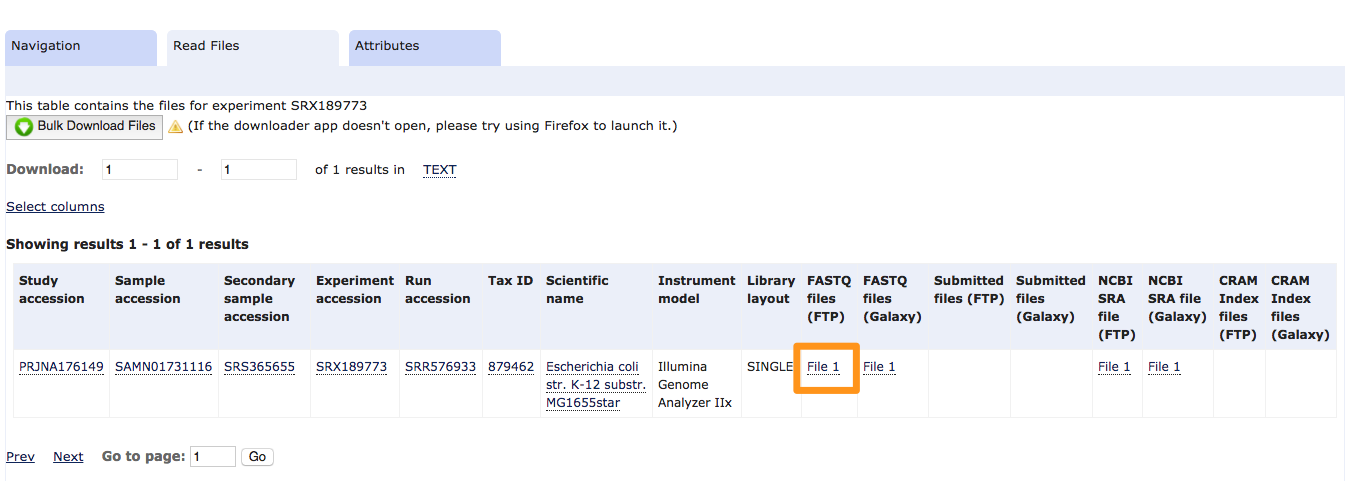 Navigation Read Files Attributes
This table contains the files for experiment SRX189773
Bulk Download Files (If the downloader app doesn't open, please try using Firefox to launch it.)
Download: 1 - 1 of 1 results in TEXT
Select columns
Showing results 1 - 1 of 1 results
Study accession Sample accession Secondary sample accession Experiment accession Run accession Tax ID Scientific name Instrument model Library layout FASTQ files (FTP) FASTQ files (Galaxy) Submitted files (FTP) Submitted files (Galaxy) NCBI SRA file (FTP) NCBI SRA file (Galaxy) CRAM Index files (FTP) CRAM Index files (Galaxy)
PRJNA176149 SAMN01731116 SRS365655 SRX189773 SRR576933 879462 Escherichia coli str. K-12 substr. MG1655star Illumina Genome Analyzer IIx SINGLE File 1 File 1 File 1 File 1
Prev Next Go to page: 1 Go